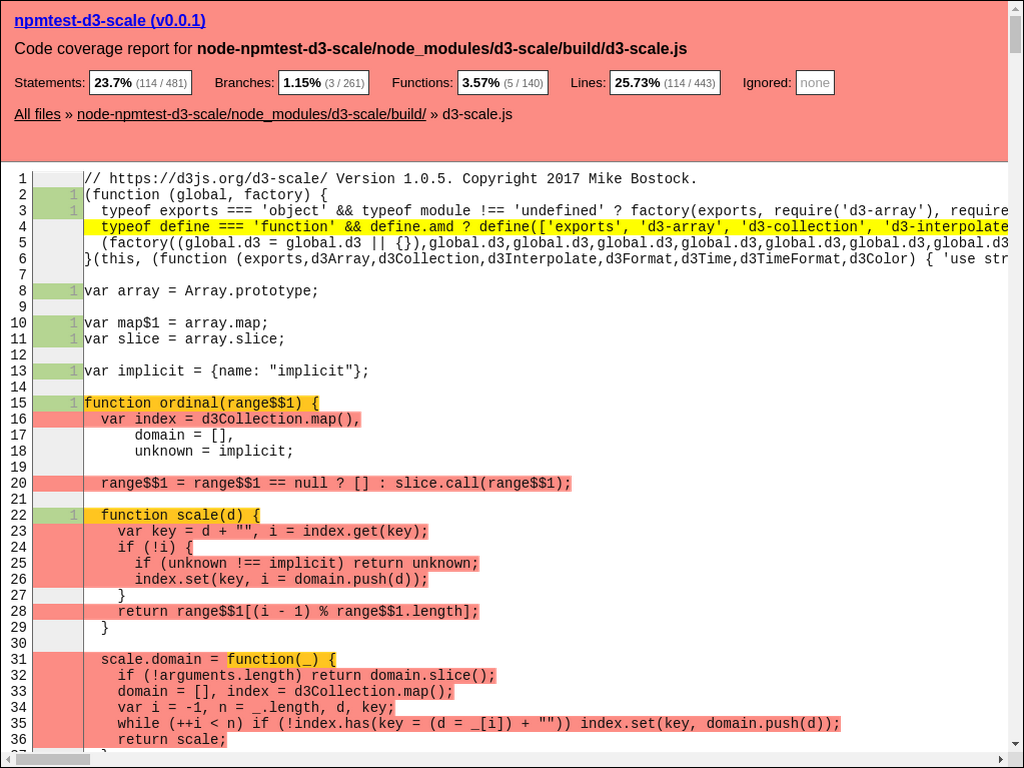 npmtest-d3-scale (v0.0.1)
Code coverage report for node-npmtest-d3-scale/node_modules/d3-scale/build/d3-scale.js
Statements: 23.7% (114 / 481) Branches: 1.15% (3 / 261) Functions: 3.57% (5 / 140) Lines: 25.73% (114 / 443) Ignored: none
All files » node-npmtest-d3-scale/node_modules/d3-scale/build/ » d3-scale.js
1 // https://d3js.org/d3-scale/ Version 1.0.5. Copyright 2017 Mike Bostock.
2 1 (function (global, factory) {
3 1 typeof exports === 'object' && typeof module !== 'undefined' ? factory(exports, require('d3-array'), require
4 typeof define === 'function' && define.amd ? define(['exports', 'd3-array', 'd3-collection', 'd3-interpolate
5 (factory((global.d3 = global.d3 || {}),global.d3,global.d3,global.d3,global.d3,global.d3,global.d3,global.d3
6 }(this, (function (exports,d3Array,d3Collection,d3Interpolate,d3Format,d3Time,d3TimeFormat,d3Color) { 'use str
7
8 1 var array = Array.prototype;
9
10 1 var map$1 = array.map;
11 1 var slice = array.slice;
12
13 1 var implicit = {name: "implicit"};
14
15 1 function ordinal(range$$1) {
16 var index = d3Collection.map(),
17 domain = [],
18 unknown = implicit;
19
20 range$$1 = range$$1 == null ? [] : slice.call(range$$1);
21
22 1 function scale(d) {
23 var key = d + "", i = index.get(key);
24 if (!i) {
25 if (unknown !== implicit) return unknown;
26 index.set(key, i = domain.push(d));
27 }
28 return range$$1[(i - 1) % range$$1.length];
29 }
30
31 scale.domain = function(_) {
32 if (!arguments.length) return domain.slice();
33 domain = [], index = d3Collection.map();
34 var i = -1, n = _.length, d, key;
35 while (++i < n) if (!index.has(key = (d = _[i]) + "")) index.set(key, domain.push(d));
36 return scale;